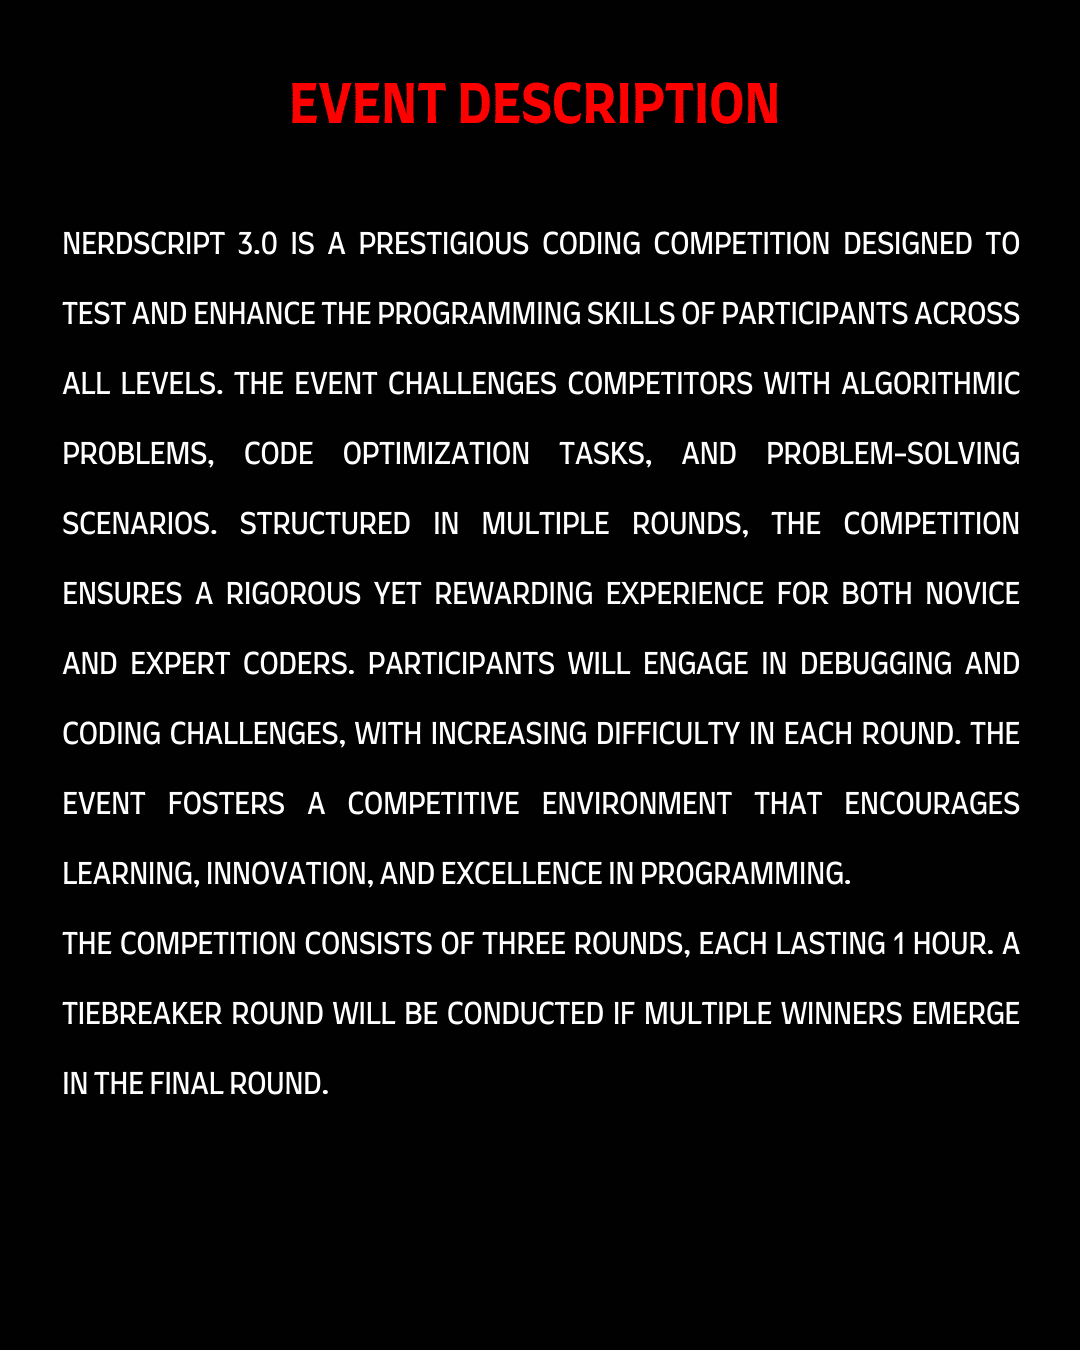 EVENT DESCRIPTION
NERDSCRIPT 3.0 IS A PRESTIGIOUS CODING COMPETITION DESIGNED TO
TEST AND ENHANCE THE PROGRAMMING SKILLS OF PARTICIPANTS ACROSS
ALL LEVELS. THE EVENT CHALLENGES COMPETITORS WITH ALGORITHMIC
PROBLEMS, CODE OPTIMIZATION TASKS, AND PROBLEM-SOLVING
SCENARIOS. STRUCTURED IN MULTIPLE ROUNDS, THE COMPETITION
ENSURES A RIGOROUS YET REWARDING EXPERIENCE FOR BOTH NOVICE
AND EXPERT CODERS. PARTICIPANTS WILL ENGAGE IN DEBUGGING AND
CODING CHALLENGES, WITH INCREASING DIFFICULTY IN EACH ROUND. THE
EVENT FOSTERS A COMPETITIVE ENVIRONMENT THAT ENCOURAGES
LEARNING, INNOVATION, AND EXCELLENCE IN PROGRAMMING.
THE COMPETITION CONSISTS OF THREE ROUNDS, EACH LASTING 1 HOUR. A
TIEBREAKER ROUND WILL BE CONDUCTED IF MULTIPLE WINNERS EMERGE
IN THE FINAL ROUND.